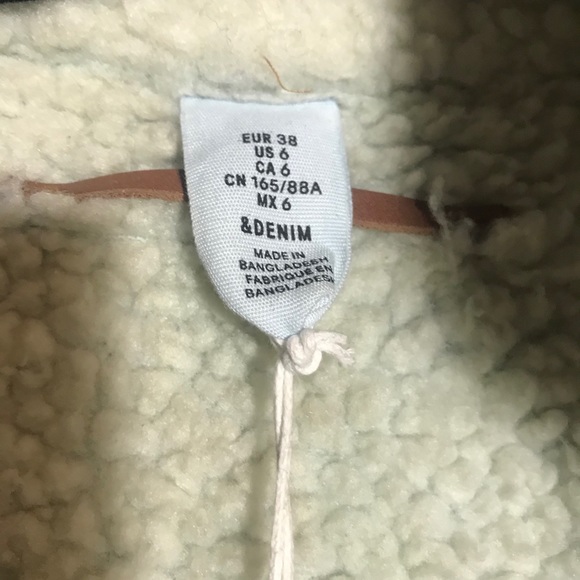 EUR 38
US 6
CA 6
CN 165/88A
MX 6
&DENIM
MADE IN
BANGLADESH
FABRIQUE EN
BANGLADESH